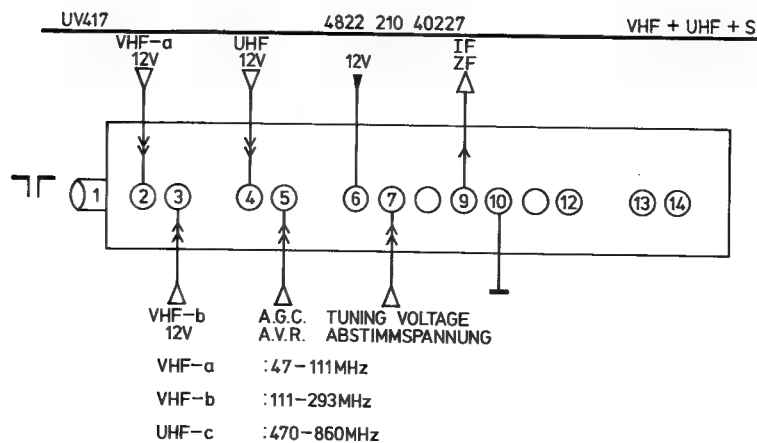 UV417 4822 210 40227 VHF + UHF + S
VHF-a UHF IF
12V 12V 12V ZF
1 2 3 4 5 6 7 9 10 12 13 14
VHF-b A.G.C. TUNING VOLTAGE
12V A.V.R. ABSTIMMSPANNUNG
VHF-a :47-111MHz
VHF-b :111-293MHz
UHF-c :470-860MHz